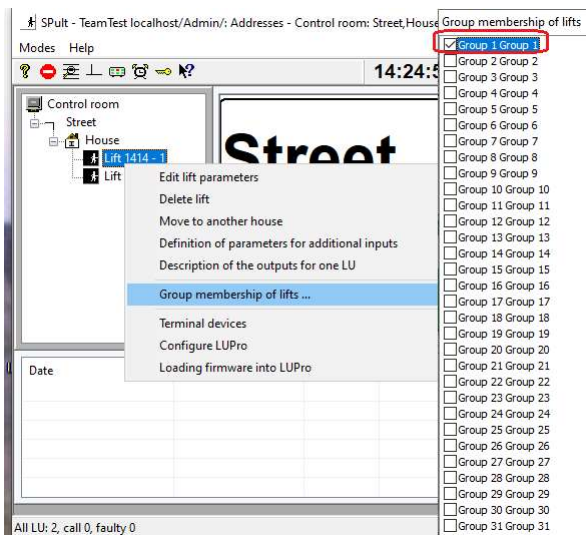 SPult - TeamTest localhost/Admin/: Addresses - Control room: Street,House
Modes Help
14:24:
Control room
Street
House
Lift 1414 - 1
Lift
Street
Edit lift parameters
Delete lift
Move to another house
Definition of parameters for additional inputs
Description of the outputs for one LU
Group membership of lifts ...
Terminal devices
Configure LUPro
Loading firmware into LUPro
Date
All LU: 2, call 0, faulty 0
Group membership of lifts
Group 1 Group 1
Group 2 Group 2
Group 3 Group 3
Group 4 Group 4
Group 5 Group 5
Group 6 Group 6
Group 7 Group 7
Group 8 Group 8
Group 9 Group 9
Group 10 Group 10
Group 11 Group 11
Group 12 Group 12
Group 13 Group 13
Group 14 Group 14
Group 15 Group 15
Group 16 Group 16
Group 17 Group 17
Group 18 Group 18
Group 19 Group 19
Group 20 Group 20
Group 21 Group 21
Group 22 Group 22
Group 23 Group 23
Group 24 Group 24
Group 25 Group 25
Group 26 Group 26
Group 27 Group 27
Group 28 Group 28
Group 29 Group 29
Group 30 Group 30
Group 31 Group 31